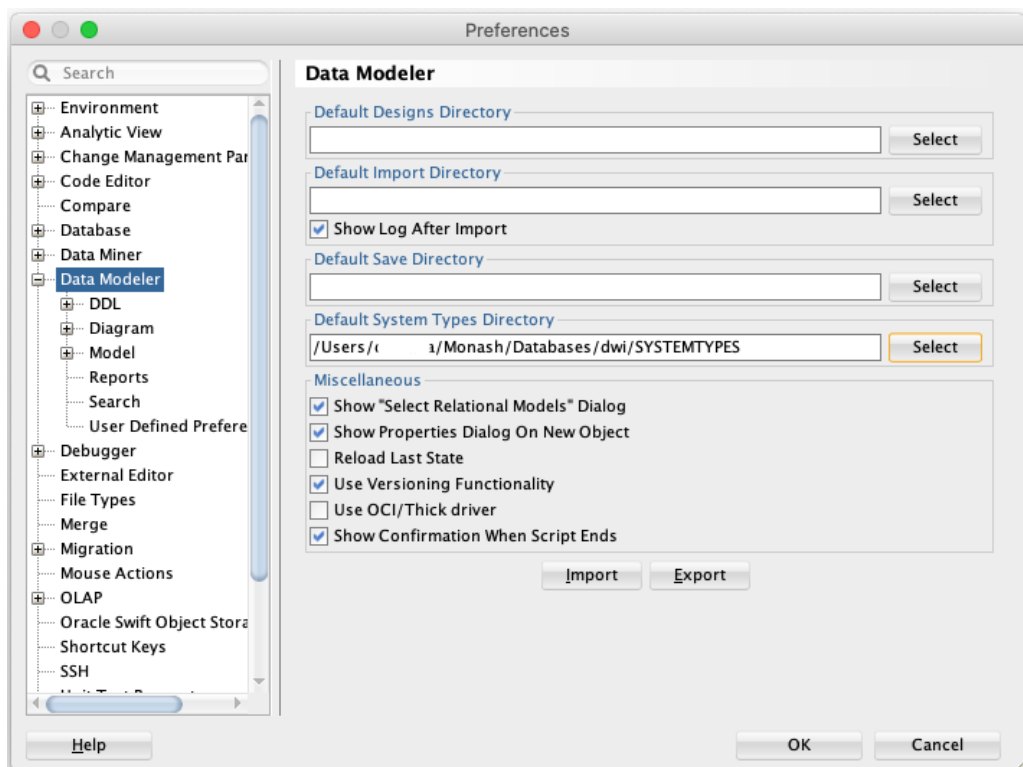 Preferences
Search
Environment
Analytic View
Change Management Par
Code Editor
Compare
Database
Data Miner
Data Modeler
DDL
Diagram
Model
Reports
Search
User Defined Prefere
Debugger
External Editor
File Types
Merge
Migration
Mouse Actions
OLAP
Oracle Swift Object Stora
Shortcut Keys
SSH
Data Modeler
Default Designs Directory
Select
Default Import Directory
Select
Show Log After Import
Default Save Directory
Select
Default System Types Directory
/Users/ a/Monash/Databases/dwi/SYSTEMTYPES Select
Miscellaneous
Show "Select Relational Models" Dialog
Show Properties Dialog On New Object
Reload Last State
Use Versioning Functionality
Use OCI/Thick driver
Show Confirmation When Script Ends
Import Export
Help OK Cancel